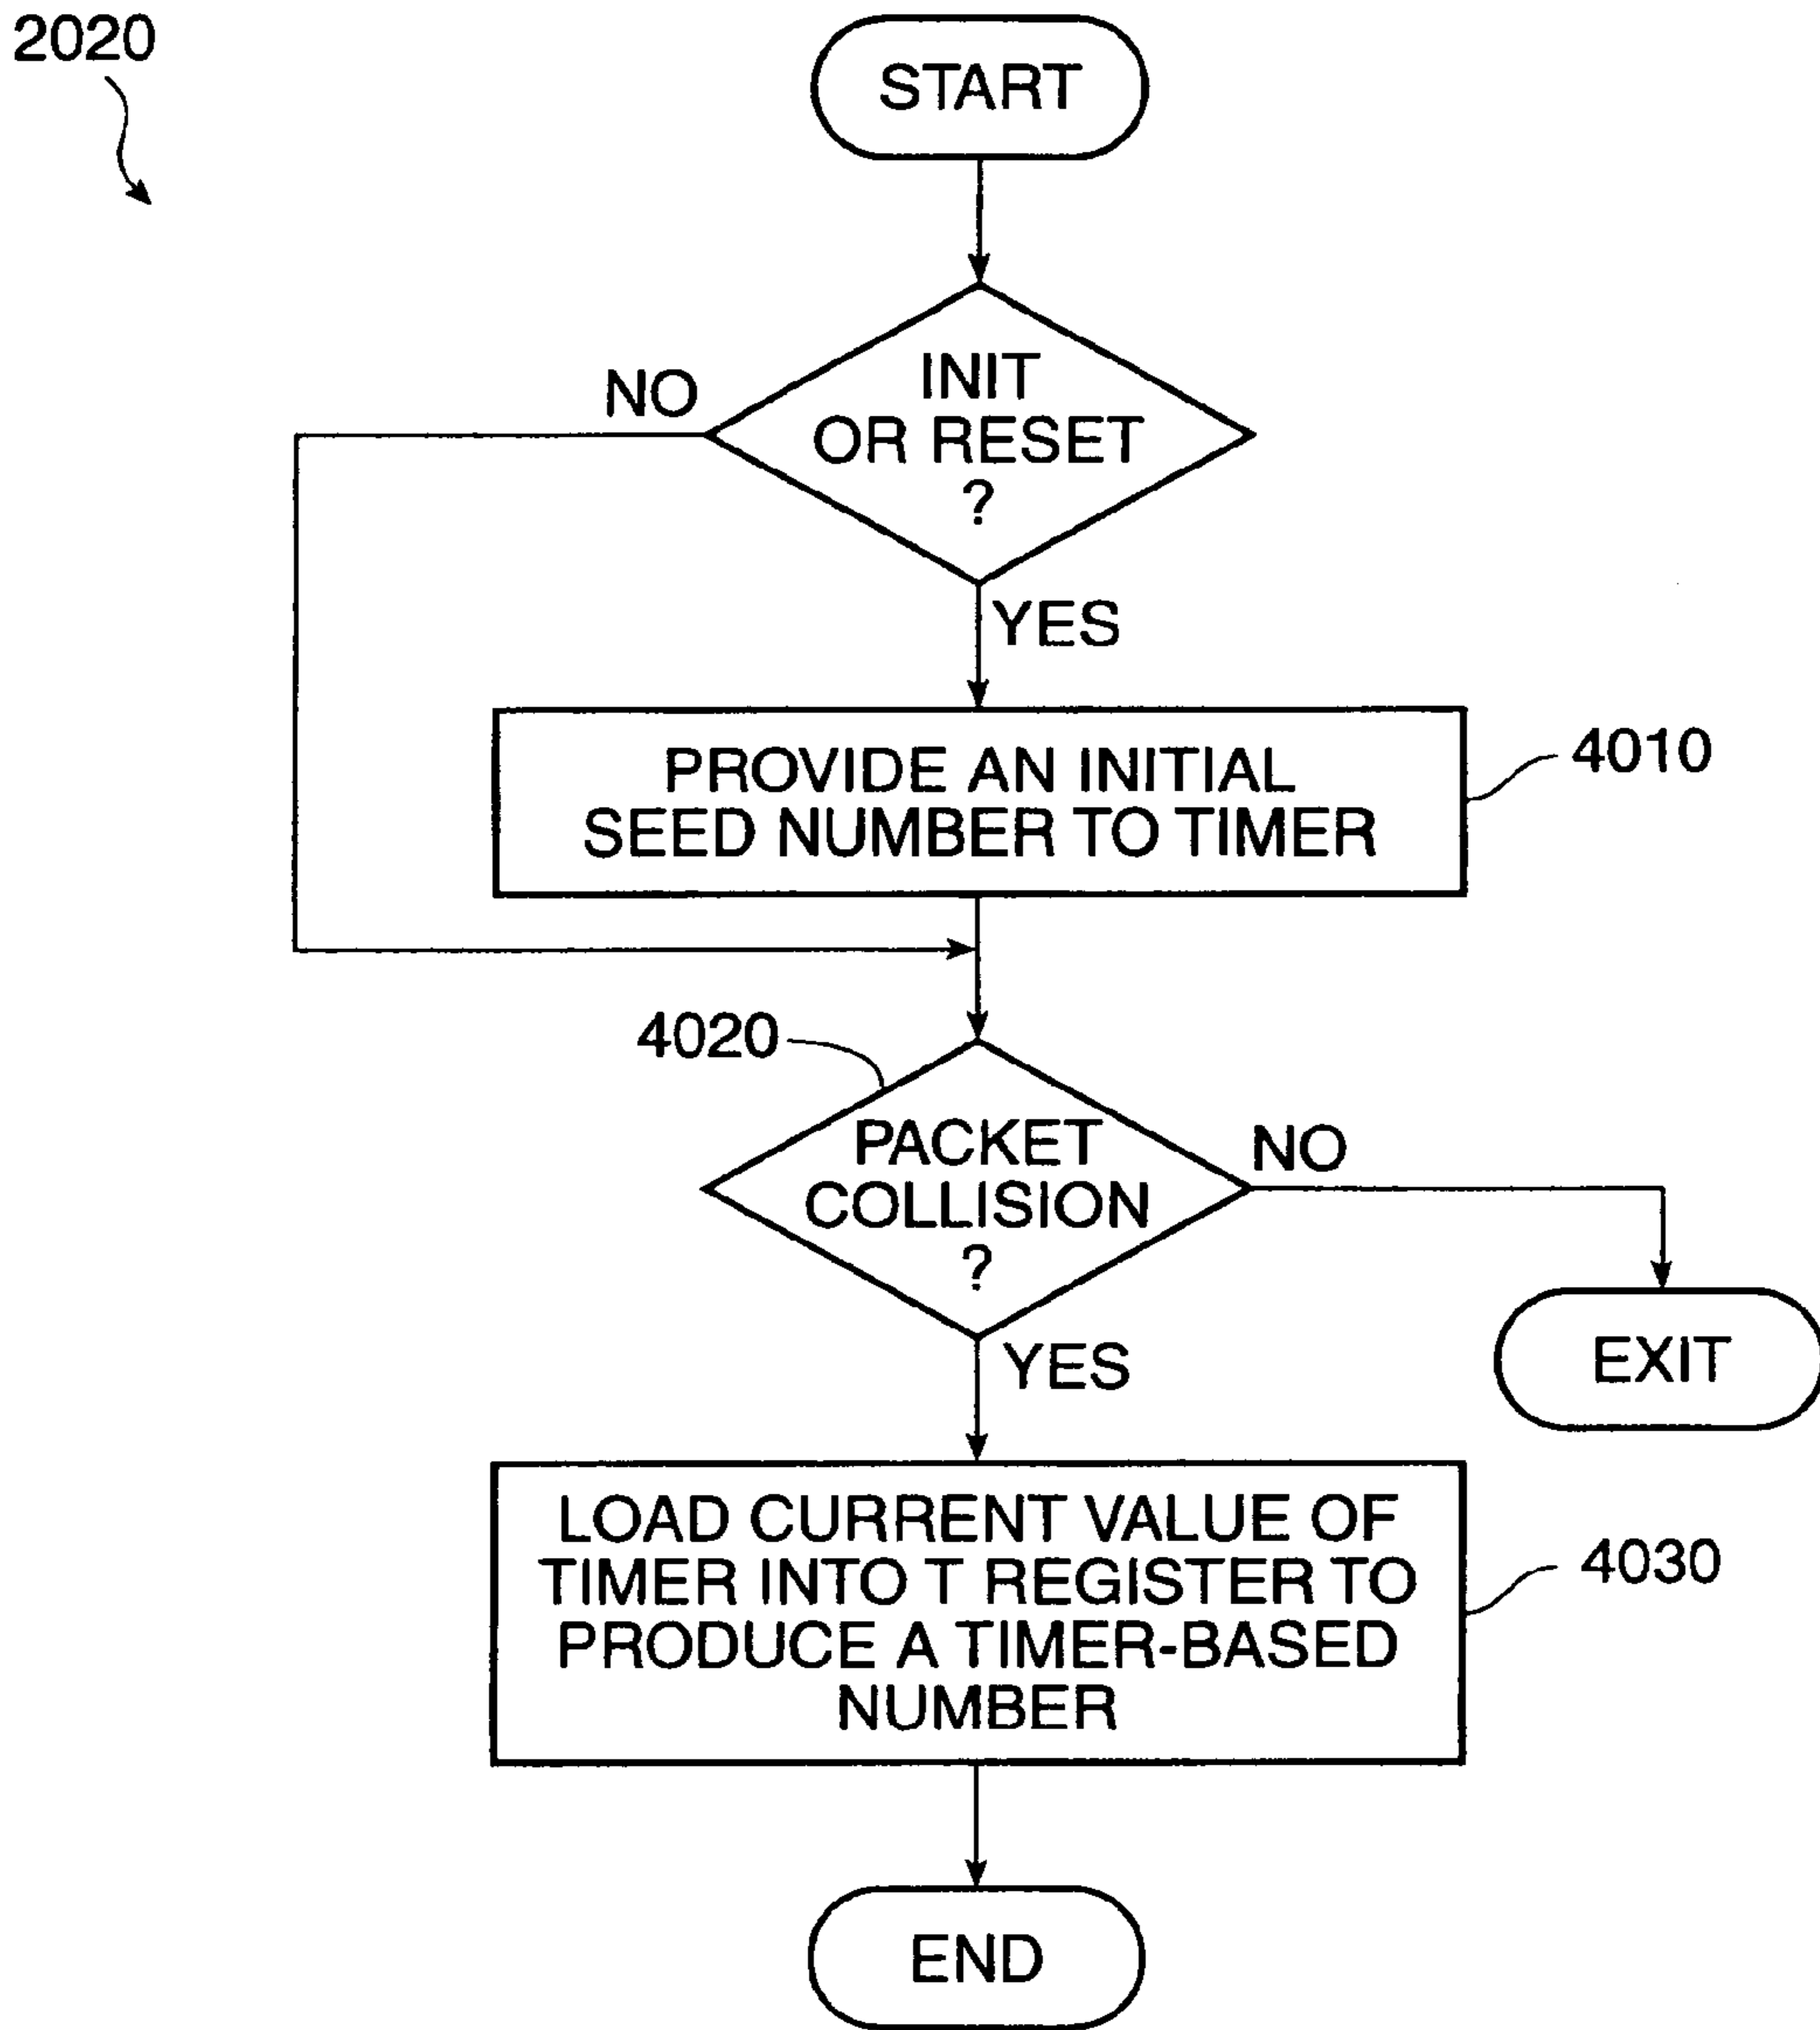 2020
START
INIT
OR RESET
?
NO
YES
PROVIDE AN INITIAL
SEED NUMBER TO TIMER
4010
4020
PACKET
COLLISION
?
NO
EXIT
YES
LOAD CURRENT VALUE OF
TIMER INTO T REGISTER TO
PRODUCE A TIMER-BASED
NUMBER
4030
END